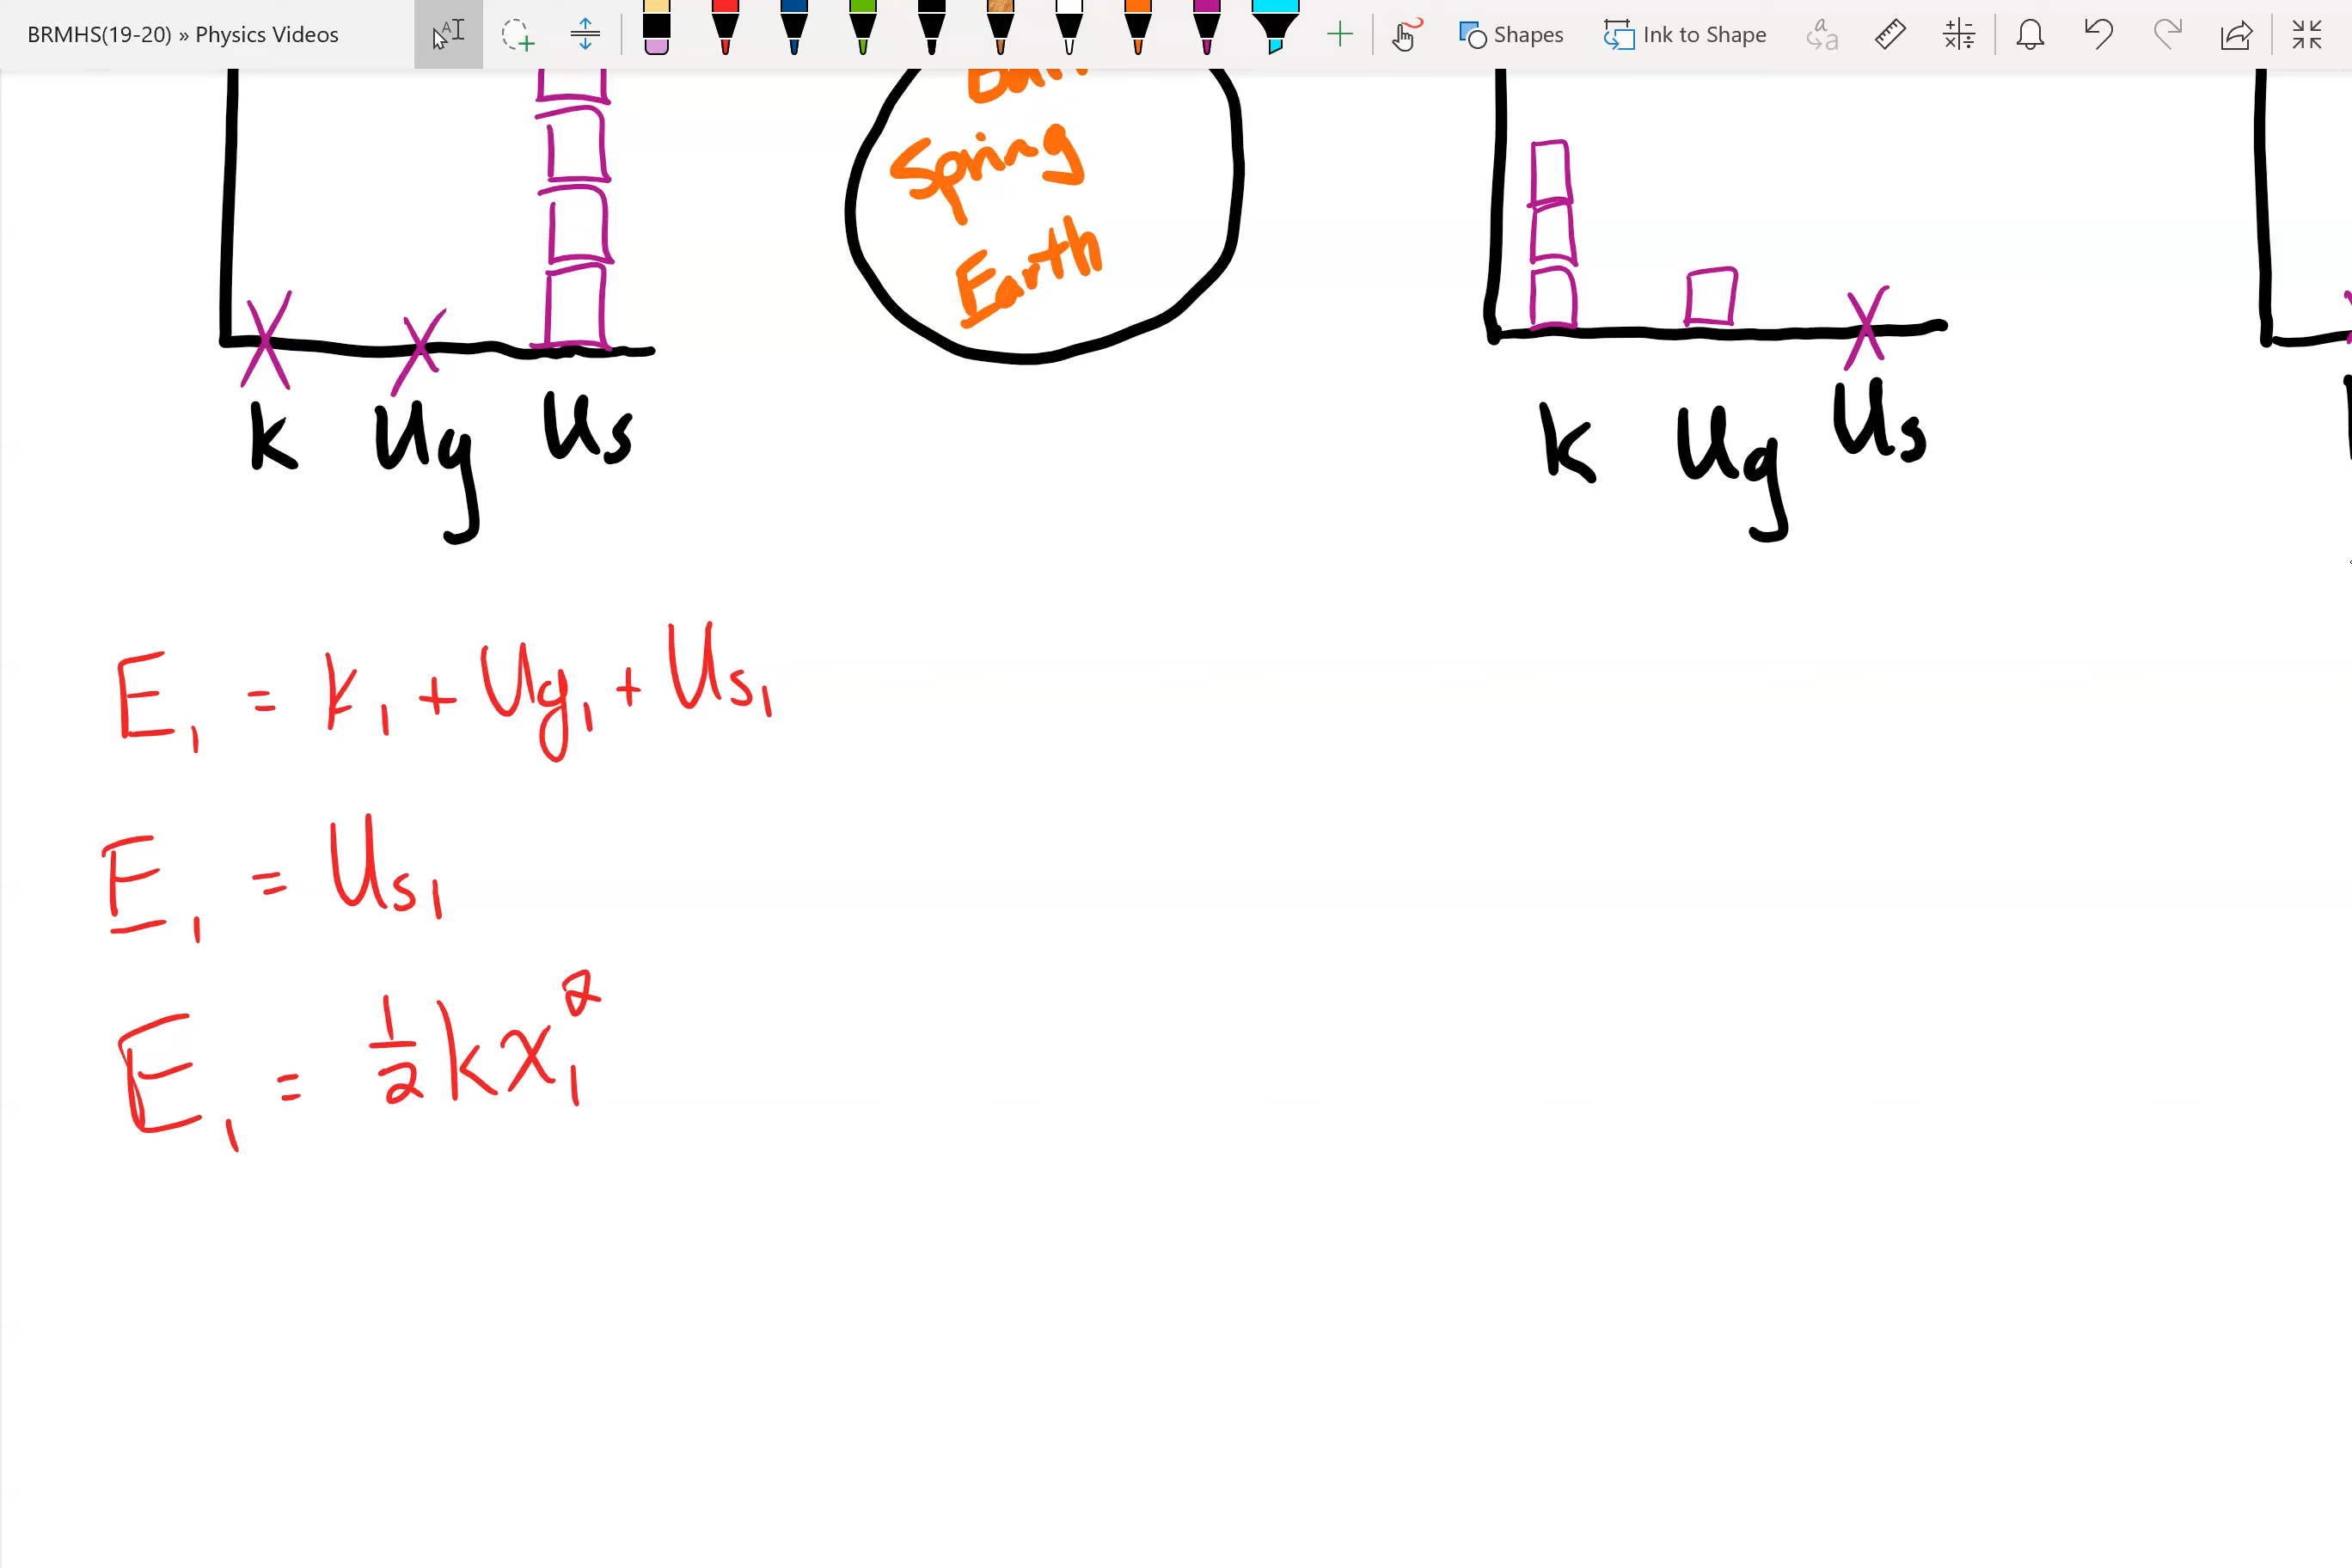 BRMHS(19-20) » Physics Videos
Shapes
Ink to Shape
Ball
Spring
Earth
K Ug Us
K Ug Us
E₁ = K₁ + Ug₁ + Us₁
E₁ = Us₁
E₁ = ½kx₁²